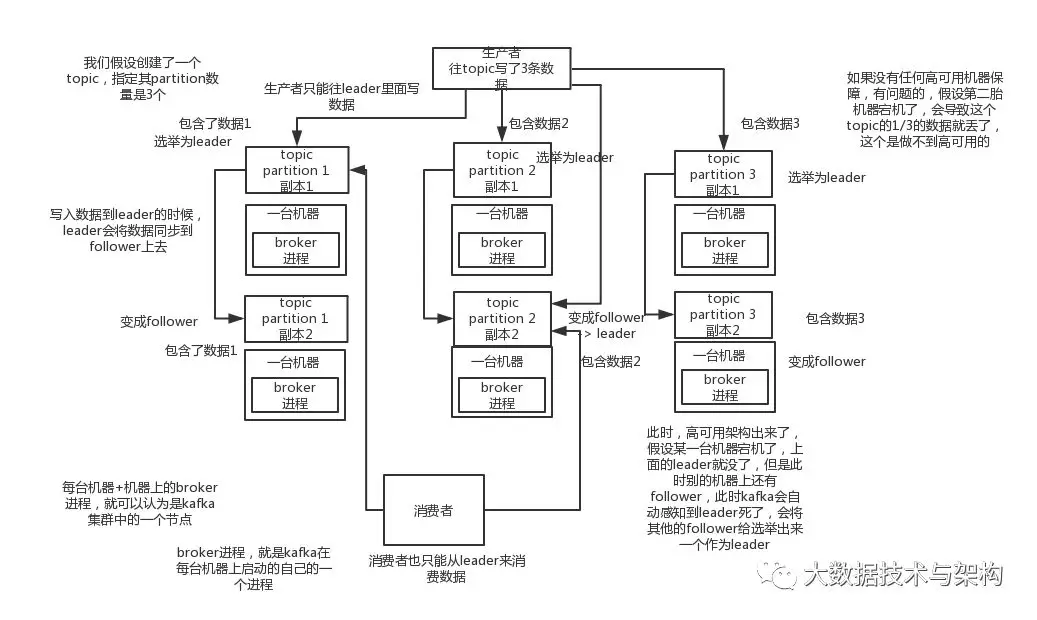 生产者
往topic写了3条数
据
我们假设创建了一个
topic，指定其partition数
量是3个
生产者只能往leader里面写
数据
如果没有任何高可用机器保
障，有问题的，假设第二胎
机器宕机了，会导致这个
topic的1/3的数据就丢了，
这个是做不到高可用的
包含了数据1
选举为leader
包含数据2
包含数据3
topic
partition 1
副本1
topic
partition 2
副本1
选举为leader
topic
partition 3
副本1
选举为leader
写入数据到leader的时候，
leader会将数据同步到
follower上去
一台机器
broker
进程
一台机器
broker
进程
一台机器
broker
进程
变成follower
包含了数据1
topic
partition 1
副本2
topic
partition 2
副本2
变成follower
-> leader
包含数据2
topic
partition 3
副本2
包含数据3
变成follower
一台机器
broker
进程
一台机器
broker
进程
一台机器
broker
进程
此时，高可用架构出来了，
假设某一台机器宕机了，上
面的leader就没了，但是此
时别的机器上还有
follower，此时kafka会自
动感知到leader死了，会将
其他的follower给选举出来
一个作为leader
每台机器+机器上的broker
进程，就可以认为是kafka
集群中的一个节点
消费者
broker进程，就是kafka在
每台机器上启动的自己的一
个进程
消费者也只能从leader来消
费数据
大数据技术与架构